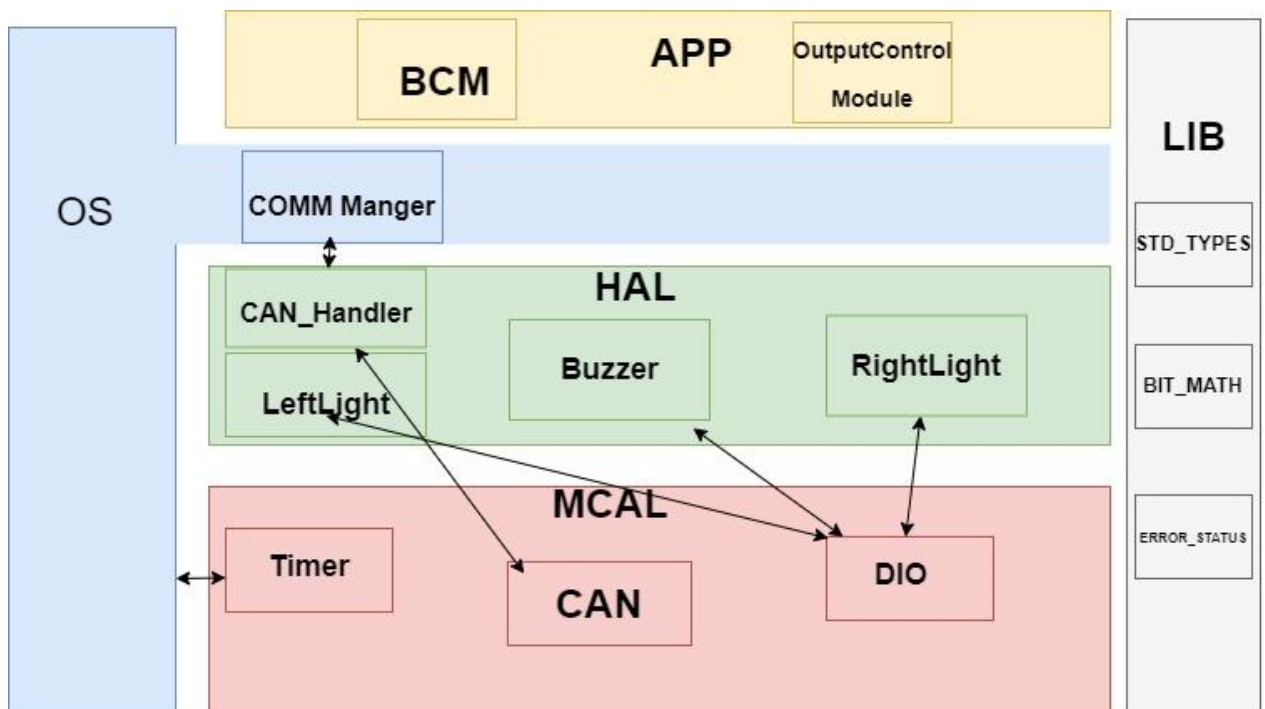 APP
BCM
OutputControl
Module
LIB
OS
COMM Manger
STD_TYPES
HAL
CAN_Handler
Buzzer
RightLight
LeftLight
BIT_MATH
MCAL
ERROR_STATUS
Timer
CAN
DIO